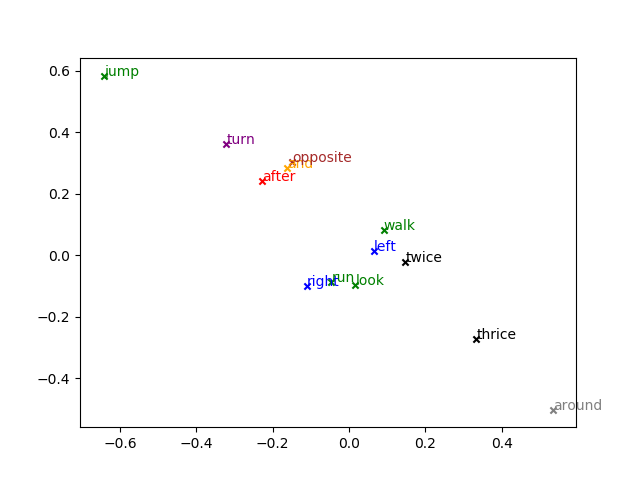 0.6
0.4
0.2
0.0
−0.2
−0.4
−0.6
−0.4
−0.2
0.0
0.2
0.4
jump
turn
opposite
and
after
walk
left
twice
right
run
look
thrice
around